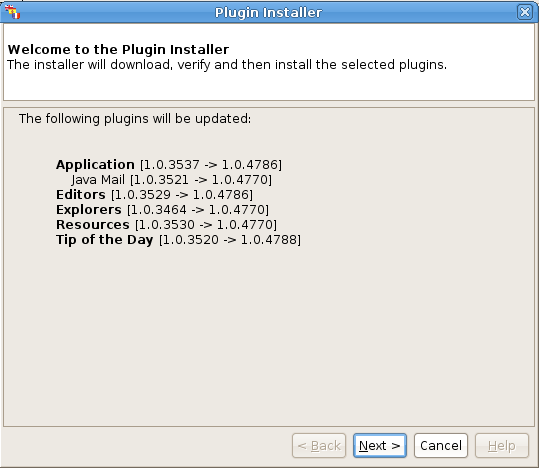 Plugin Installer
Welcome to the Plugin Installer
The installer will download, verify and then install the selected plugins.
The following plugins will be updated:
Application [1.0.3537 -> 1.0.4786]
Java Mail [1.0.3521 -> 1.0.4770]
Editors [1.0.3529 -> 1.0.4786]
Explorers [1.0.3464 -> 1.0.4770]
Resources [1.0.3530 -> 1.0.4770]
Tip of the Day [1.0.3520 -> 1.0.4788]
< Back Next > Cancel Help